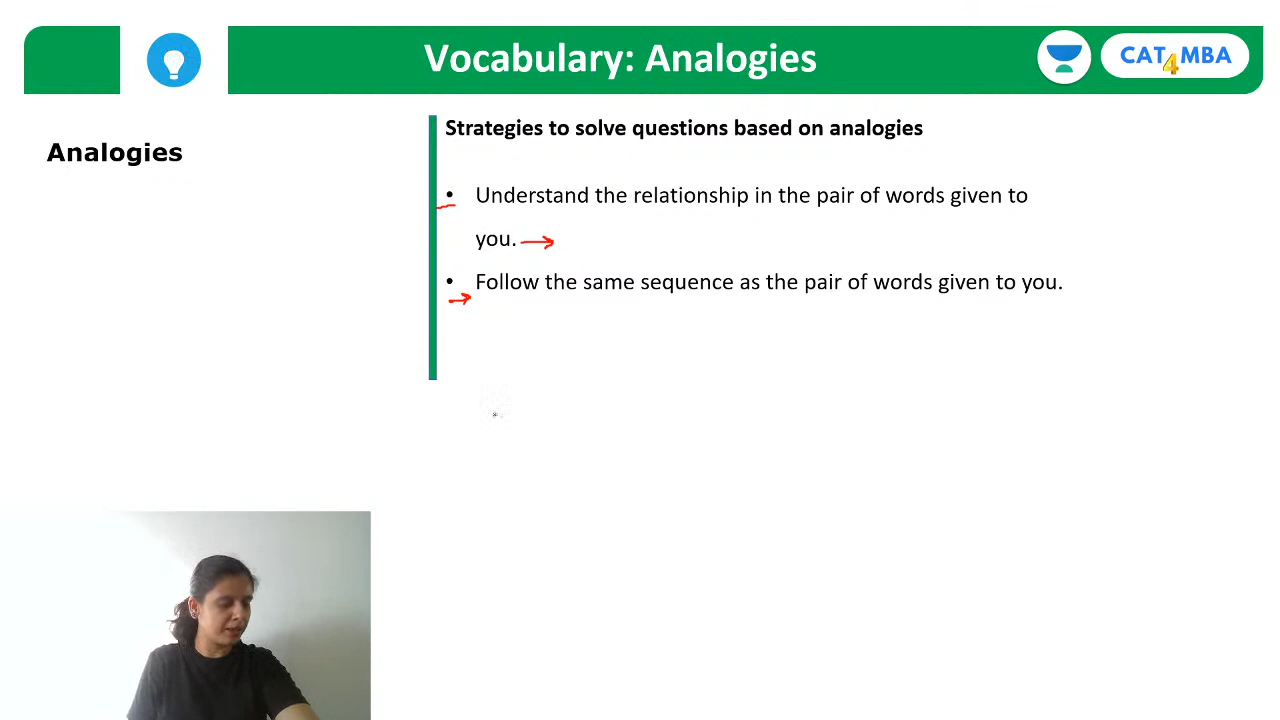 Vocabulary: Analogies
CAT4MBA
Analogies
Strategies to solve questions based on analogies
• Understand the relationship in the pair of words given to
you.
• Follow the same sequence as the pair of words given to you.